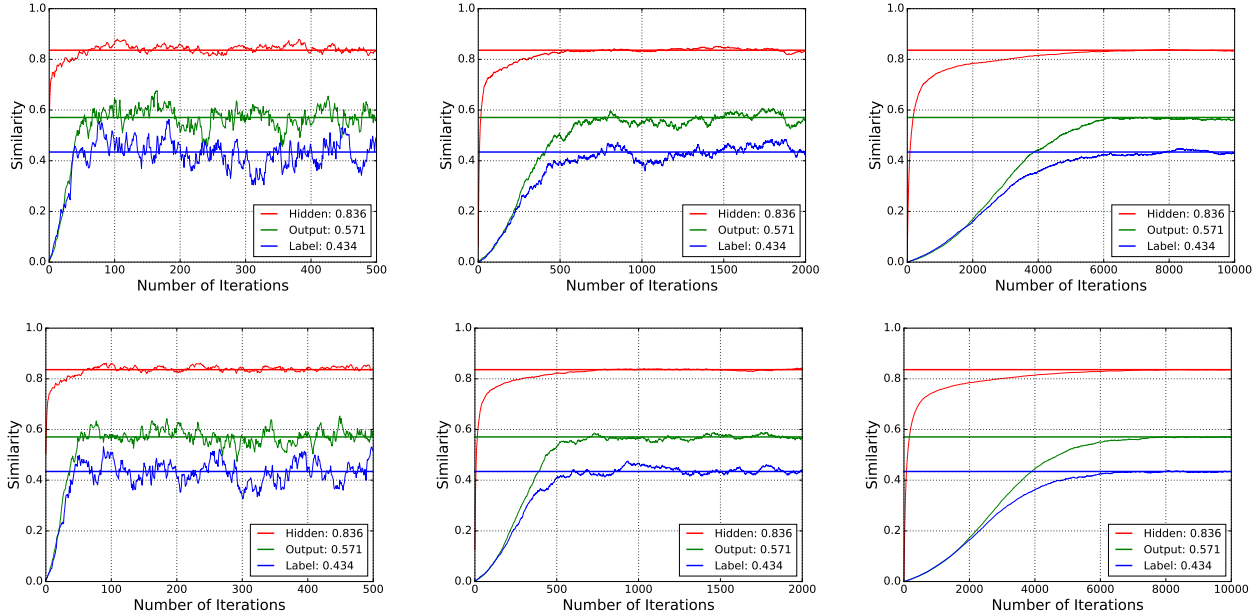 1.0
0.8
0.6
0.4
0.2
0.0
Similarity
0 100 200 300 400 500
Number of Iterations
Hidden: 0.836
Output: 0.571
Label: 0.434
1.0
0.8
0.6
0.4
0.2
0.0
Similarity
0 500 1000 1500 2000
Number of Iterations
Hidden: 0.836
Output: 0.571
Label: 0.434
1.0
0.8
0.6
0.4
0.2
0.0
Similarity
0 2000 4000 6000 8000 10000
Number of Iterations
Hidden: 0.836
Output: 0.571
Label: 0.434
1.0
0.8
0.6
0.4
0.2
0.0
Similarity
0 100 200 300 400 500
Number of Iterations
Hidden: 0.836
Output: 0.571
Label: 0.434
1.0
0.8
0.6
0.4
0.2
0.0
Similarity
0 500 1000 1500 2000
Number of Iterations
Hidden: 0.836
Output: 0.571
Label: 0.434
1.0
0.8
0.6
0.4
0.2
0.0
Similarity
0 2000 4000 6000 8000 10000
Number of Iterations
Hidden: 0.836
Output: 0.571
Label: 0.434